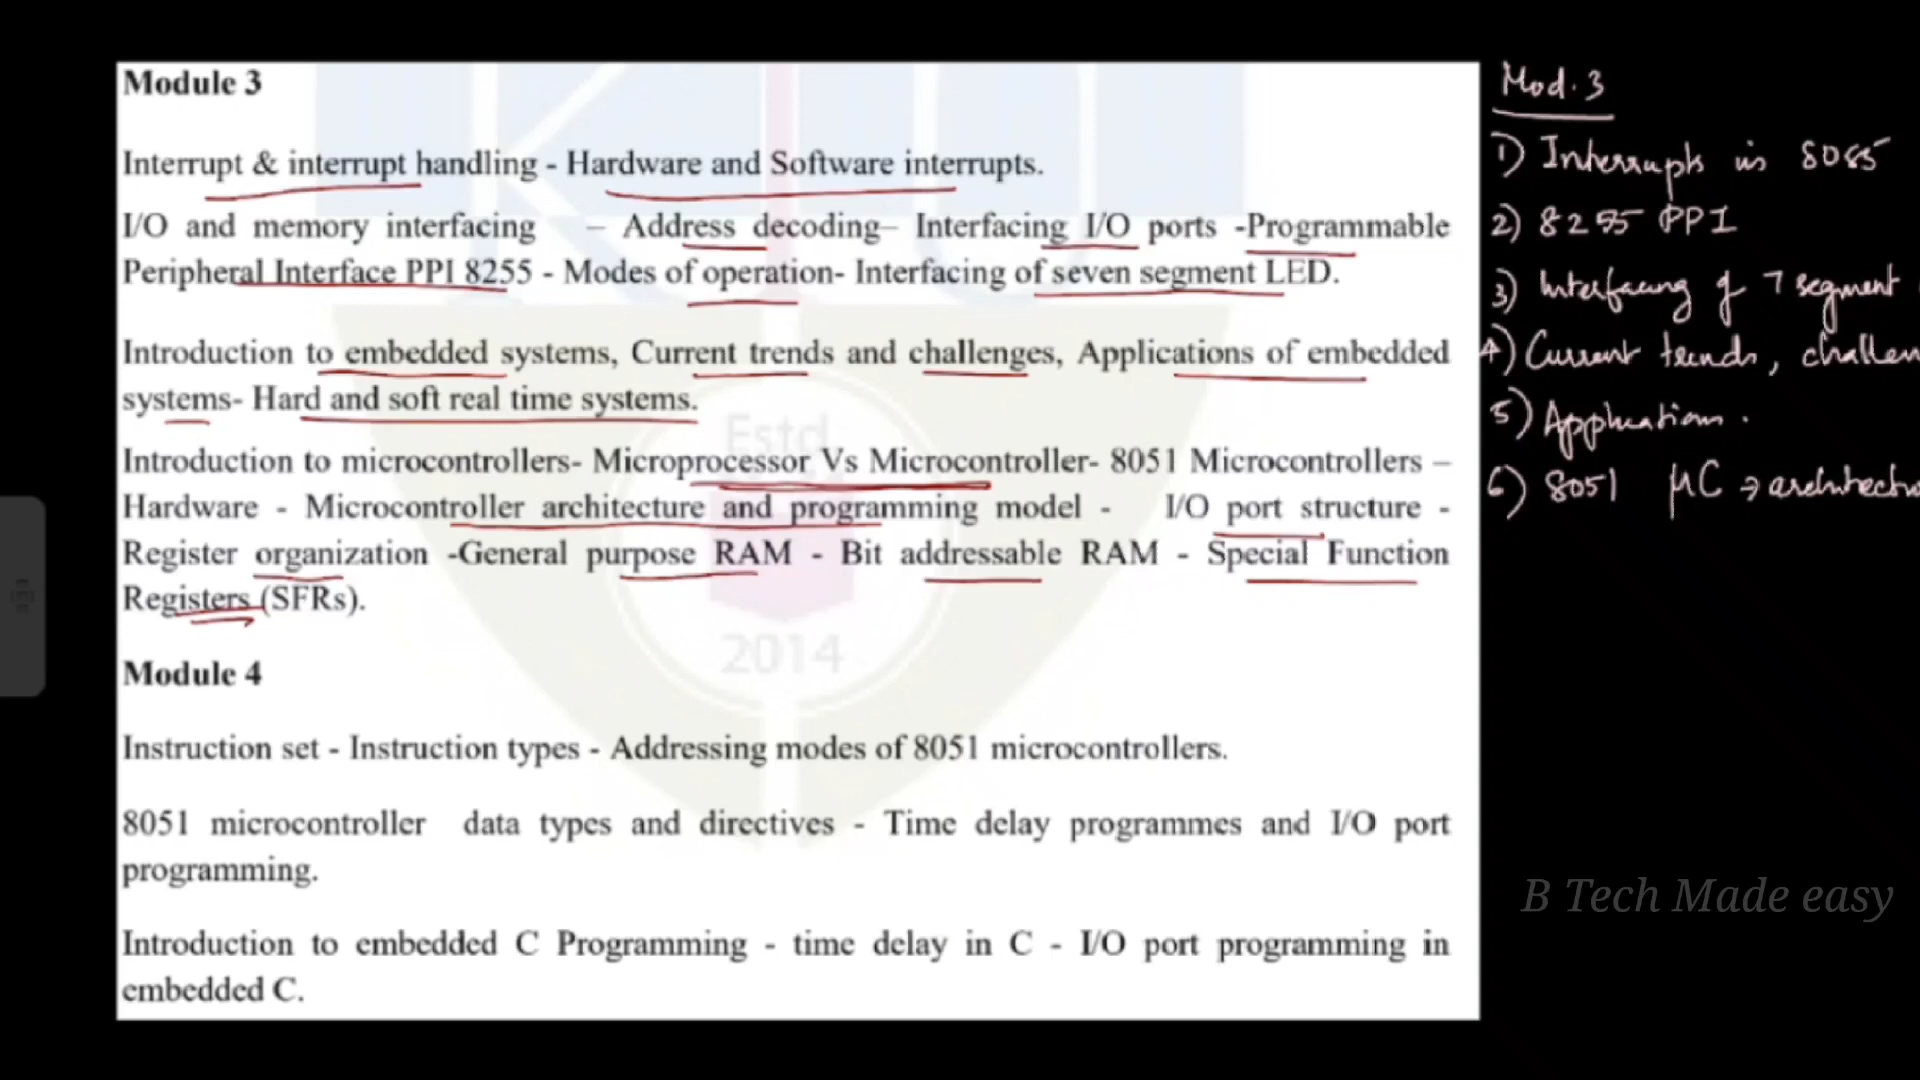 Module 3
Interrupt & interrupt handling - Hardware and Software interrupts.
I/O and memory interfacing – Address decoding– Interfacing I/O ports -Programmable
Peripheral Interface PPI 8255 - Modes of operation- Interfacing of seven segment LED.
Introduction to embedded systems, Current trends and challenges, Applications of embedded
systems- Hard and soft real time systems.
Introduction to microcontrollers- Microprocessor Vs Microcontroller- 8051 Microcontrollers –
Hardware - Microcontroller architecture and programming model - I/O port structure -
Register organization -General purpose RAM - Bit addressable RAM - Special Function
Registers (SFRs).
Estd
2014
Module 4
Instruction set - Instruction types - Addressing modes of 8051 microcontrollers.
8051 microcontroller data types and directives - Time delay programmes and I/O port
programming.
Introduction to embedded C Programming - time delay in C - I/O port programming in
embedded C.
Mod. 3
1) Interrupts in 8085
2) 8255 PPI
3) Interfacing of 7 segment
4) Current trends, challen
5) Applications.
6) 8051 μC → architectu
B Tech Made easy